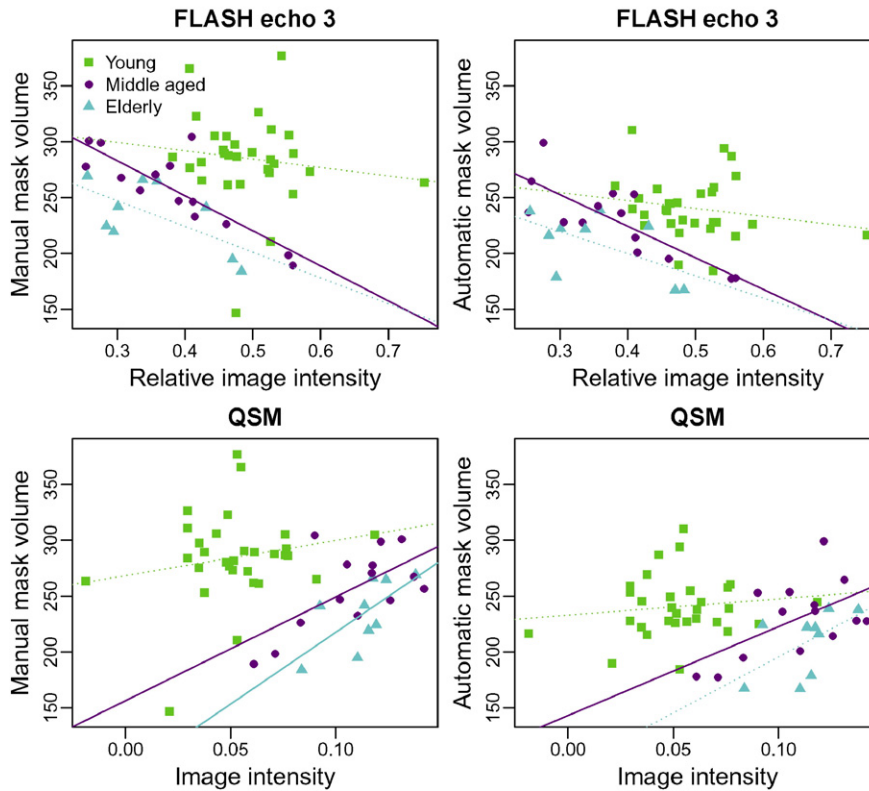 FLASH echo 3
Manual mask volume
350
300
250
200
150
Young
Middle aged
Elderly
0.3 0.4 0.5 0.6 0.7
Relative image intensity
FLASH echo 3
Automatic mask volume
350
300
250
200
150
0.3 0.4 0.5 0.6 0.7
Relative image intensity
QSM
Manual mask volume
350
300
250
200
150
0.00 0.05 0.10
Image intensity
QSM
Automatic mask volume
350
300
250
200
150
0.00 0.05 0.10
Image intensity